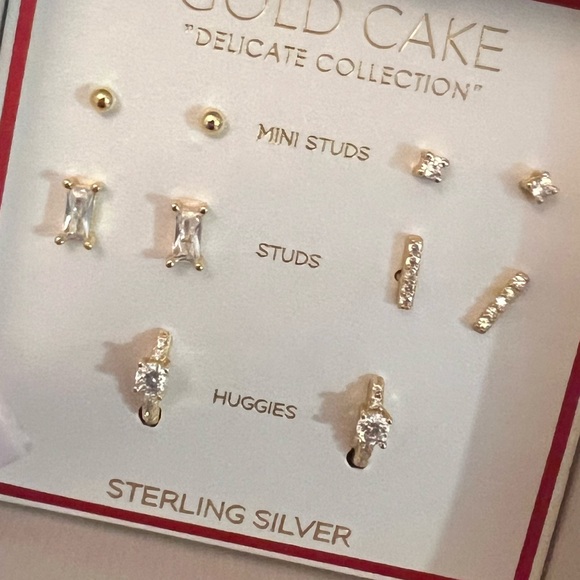 GOLD CAKE
"DELICATE COLLECTION"
MINI STUDS
STUDS
HUGGIES
STERLING SILVER